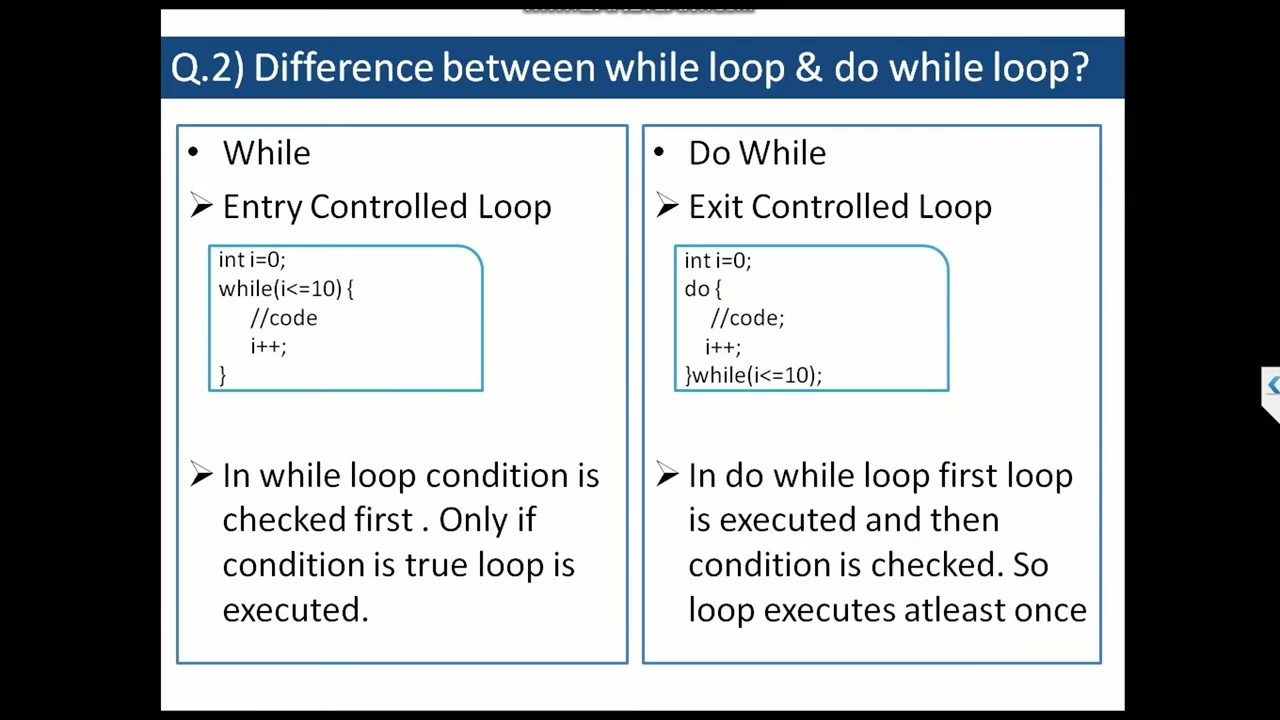 Q.2) Difference between while loop & do while loop?
• While
➢ Entry Controlled Loop
int i=0;
while(i<=10) {
//code
i++;
}
➢ In while loop condition is
checked first . Only if
condition is true loop is
executed.
• Do While
➢ Exit Controlled Loop
int i=0;
do {
//code;
i++;
}while(i<=10);
➢ In do while loop first loop
is executed and then
condition is checked. So
loop executes atleast once